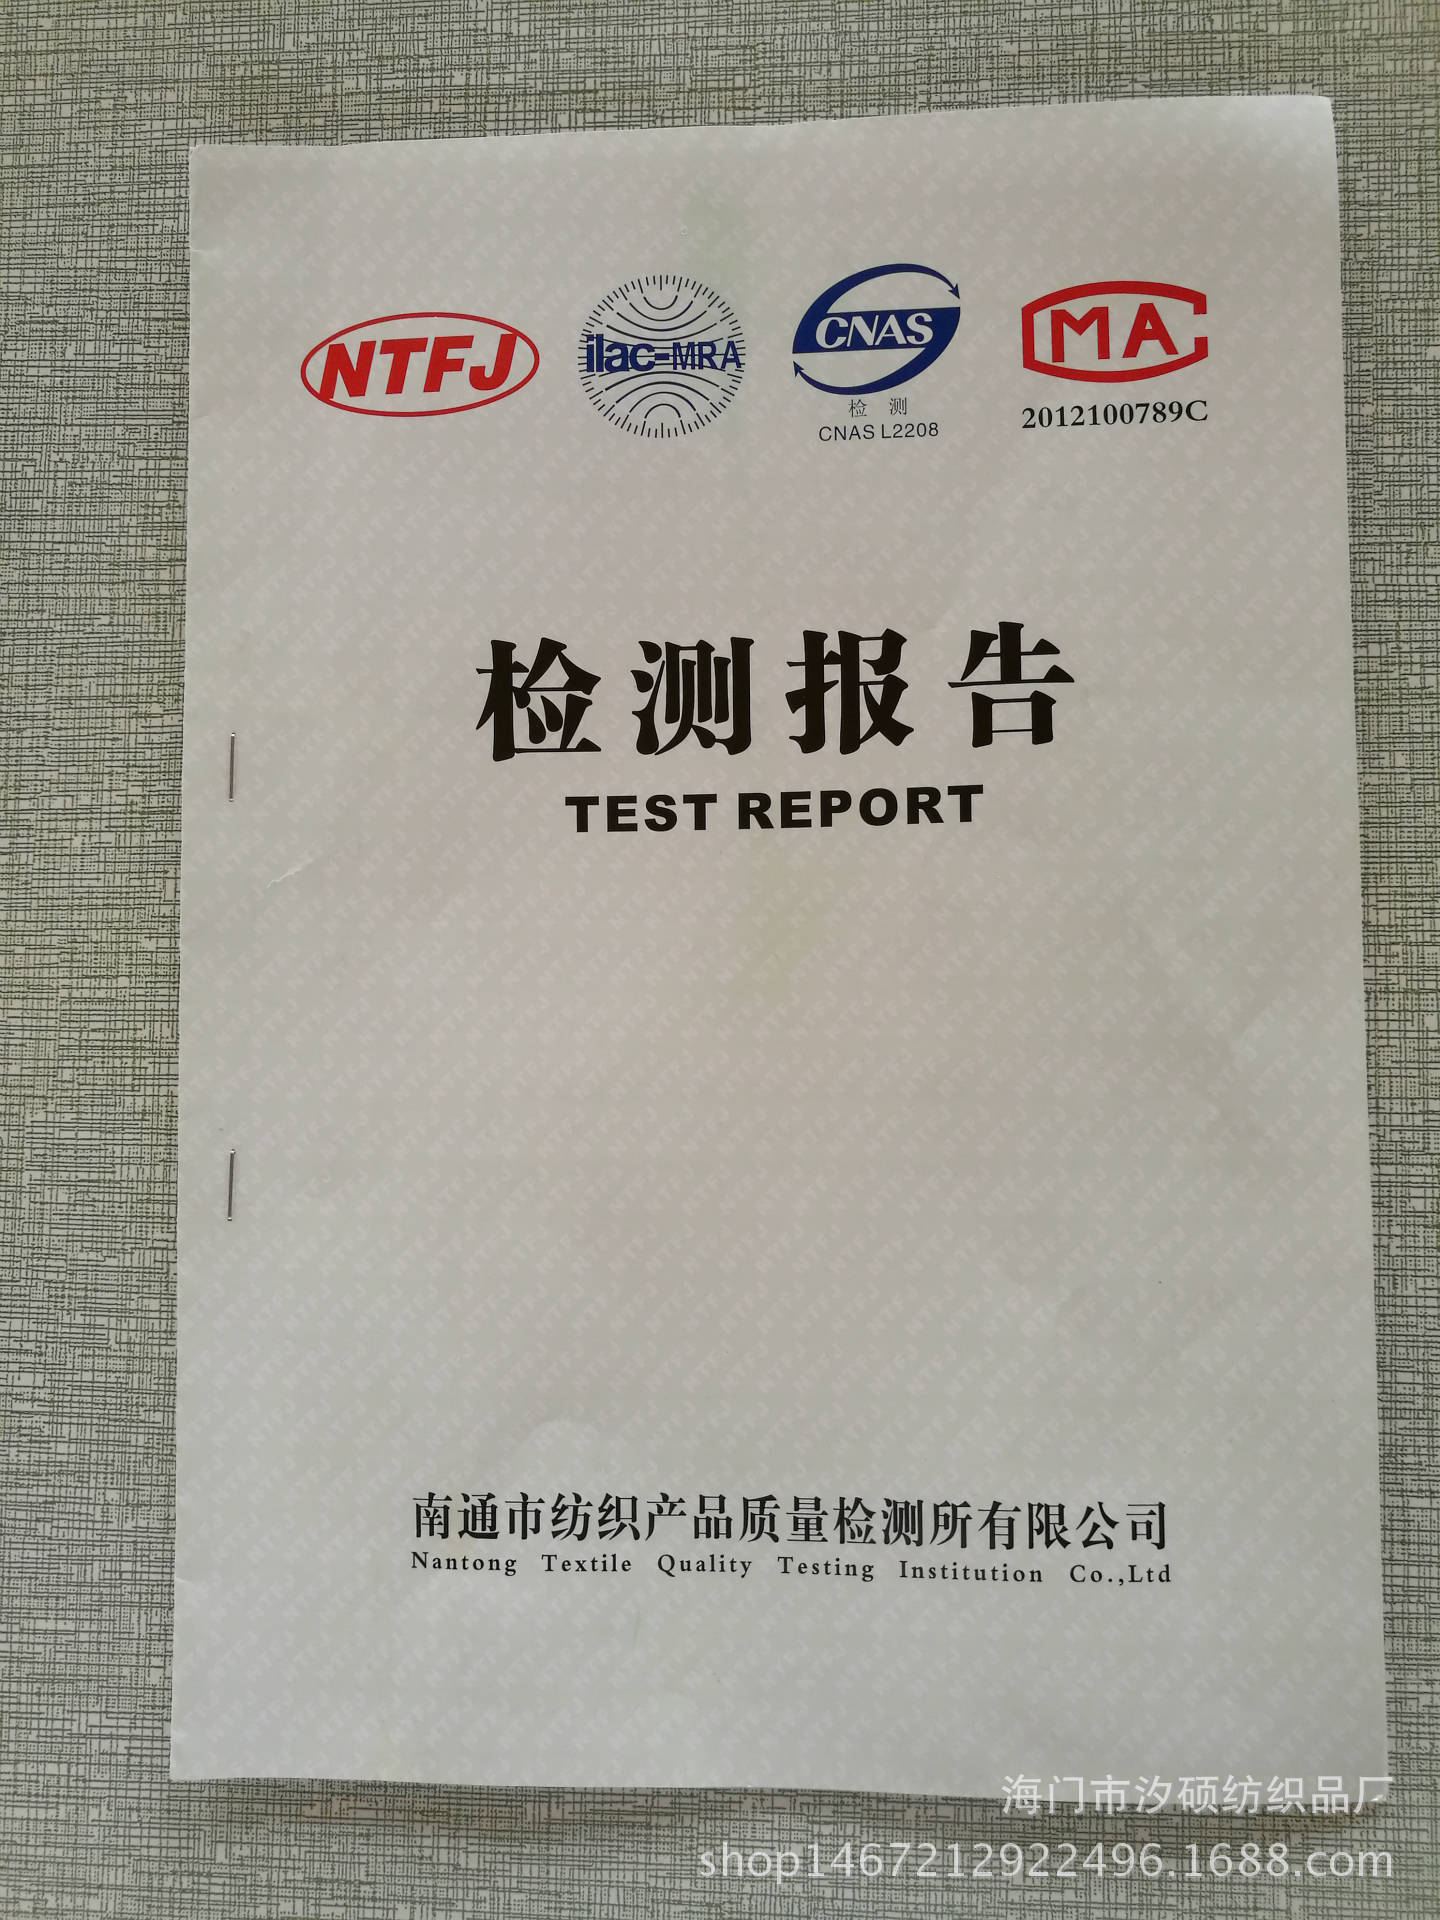 NTFJ
ilac-MRA
CNAS
检 测
CNAS L2208
MA
2012100789C
检测报告
TEST REPORT
南通市纺织产品质量检测所有限公司
Nantong Textile Quality Testing Institution Co.,Ltd
海门市汐硕纺织品厂
shop1467212922496.1688.com